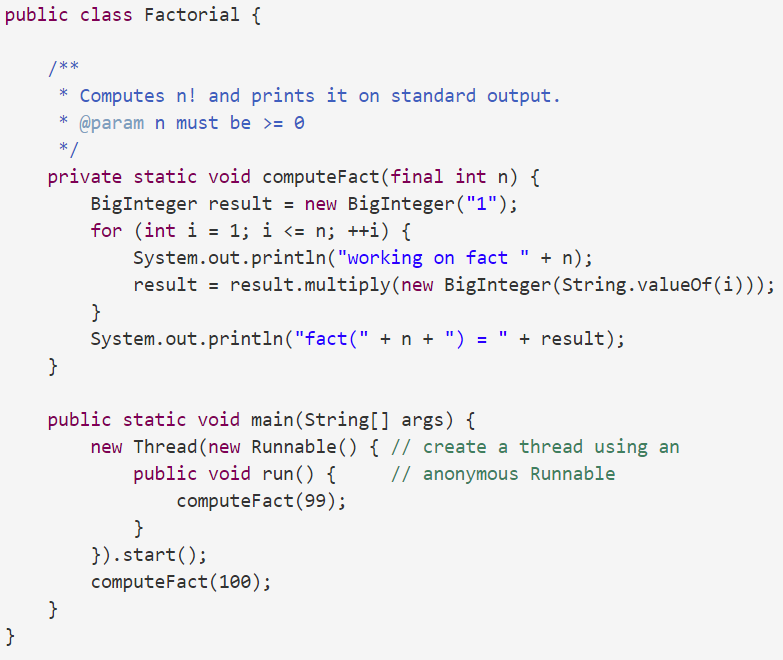 public class Factorial {
    /**
     * Computes n! and prints it on standard output.
     * @param n must be >= 0
     */
    private static void computeFact(final int n) {
        BigInteger result = new BigInteger("1");
        for (int i = 1; i <= n; ++i) {
            System.out.println("working on fact " + n);
            result = result.multiply(new BigInteger(String.valueOf(i)));
        }
        System.out.println("fact(" + n + ") = " + result);
    }
    public static void main(String[] args) {
        new Thread(new Runnable() { // create a thread using an
            public void run() {     // anonymous Runnable
                computeFact(99);
            }
        }).start();
        computeFact(100);
    }
}